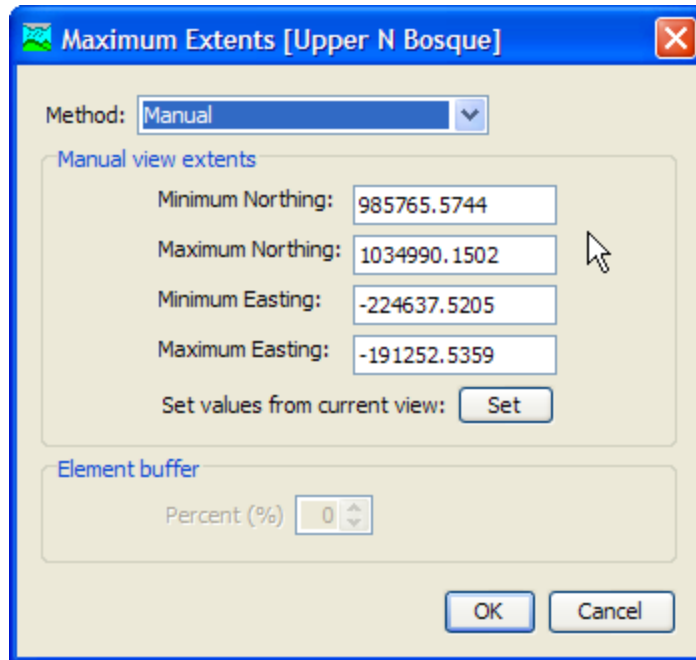 Maximum Extents [Upper N Bosque]
Method: Manual
Manual view extents
Minimum Northing: 985765.5744
Maximum Northing: 1034990.1502
Minimum Easting: -224637.5205
Maximum Easting: -191252.5359
Set values from current view: Set
Element buffer
Percent (%) 0
OK Cancel